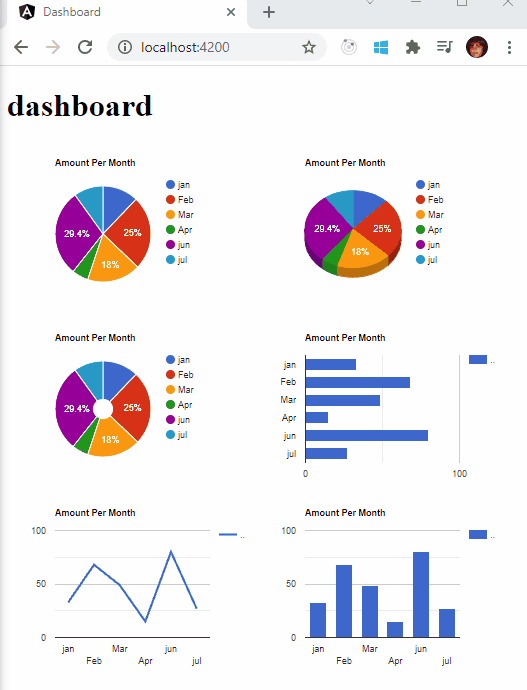 Dashboard
localhost:4200
dashboard
Amount Per Month
jan
Feb
Mar
Apr
jun
jul
25%
18%
29.4%
Amount Per Month
jan
Feb
Mar
Apr
jun
jul
25%
18%
29.4%
Amount Per Month
jan
Feb
Mar
Apr
jun
jul
25%
18%
29.4%
Amount Per Month
jan
Feb
Mar
Apr
jun
jul
0 100
..
Amount Per Month
100
50
0
jan Mar jun
Feb Apr jul
..
Amount Per Month
100
50
0
jan Mar jun
Feb Apr jul
..